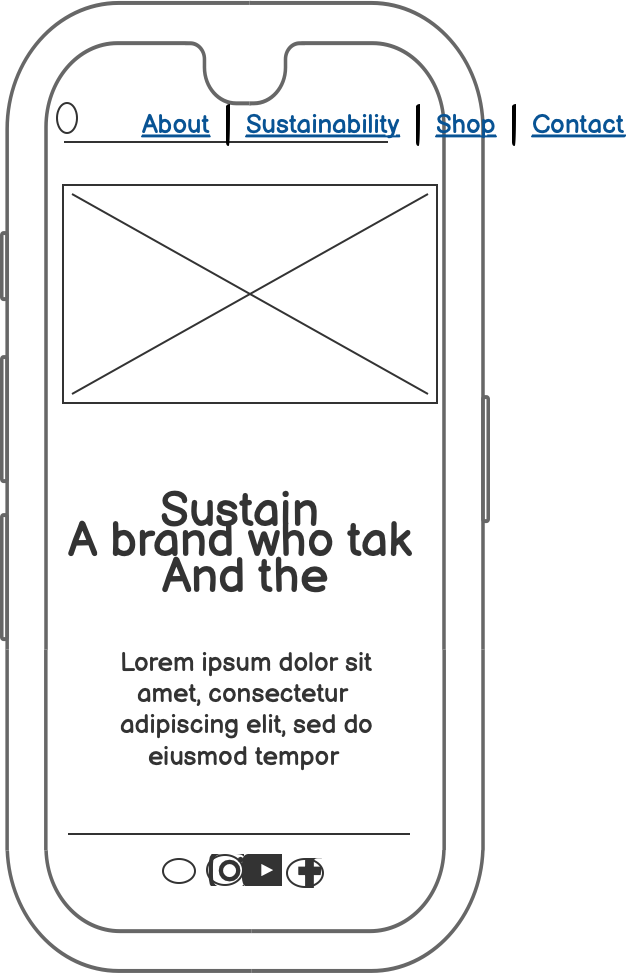 About Sustainability Shop Contact
Sustain
A brand who tak
And the
Lorem ipsum dolor sit
amet, consectetur
adipiscing elit, sed do
eiusmod tempor